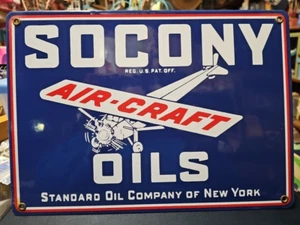 SOCONY
REG. U.S. PAT. OFF.
AIR-CRAFT
OILS
STANDARD OIL COMPANY OF NEW YORK